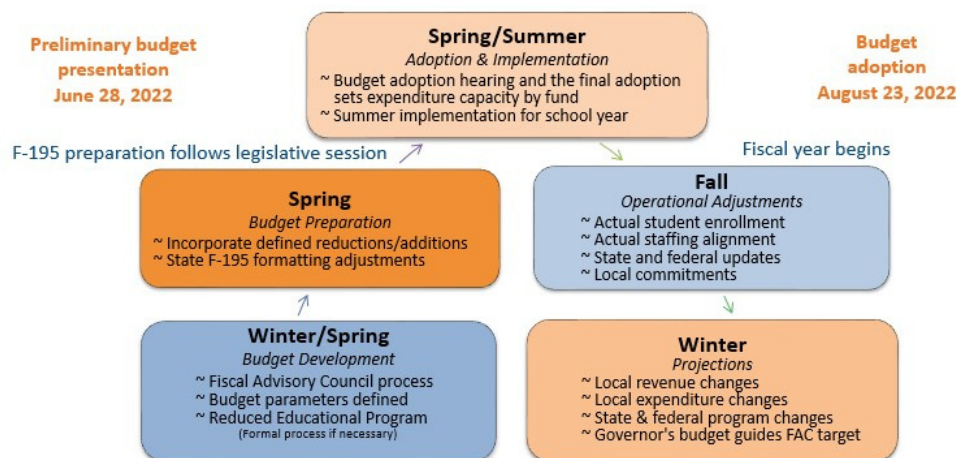 Preliminary budget
presentation
June 28, 2022
Spring/Summer
Adoption & Implementation
~ Budget adoption hearing and the final adoption
sets expenditure capacity by fund
~ Summer implementation for school year
Budget
adoption
August 23, 2022
F-195 preparation follows legislative session
Fiscal year begins
Spring
Budget Preparation
~ Incorporate defined reductions/additions
~ State F-195 formatting adjustments
Fall
Operational Adjustments
~ Actual student enrollment
~ Actual staffing alignment
~ State and federal updates
~ Local commitments
Winter/Spring
Budget Development
~ Fiscal Advisory Council process
~ Budget parameters defined
~ Reduced Educational Program
(Formal process if necessary)
Winter
Projections
~ Local revenue changes
~ Local expenditure changes
~ State & federal program changes
~ Governor's budget guides FAC target